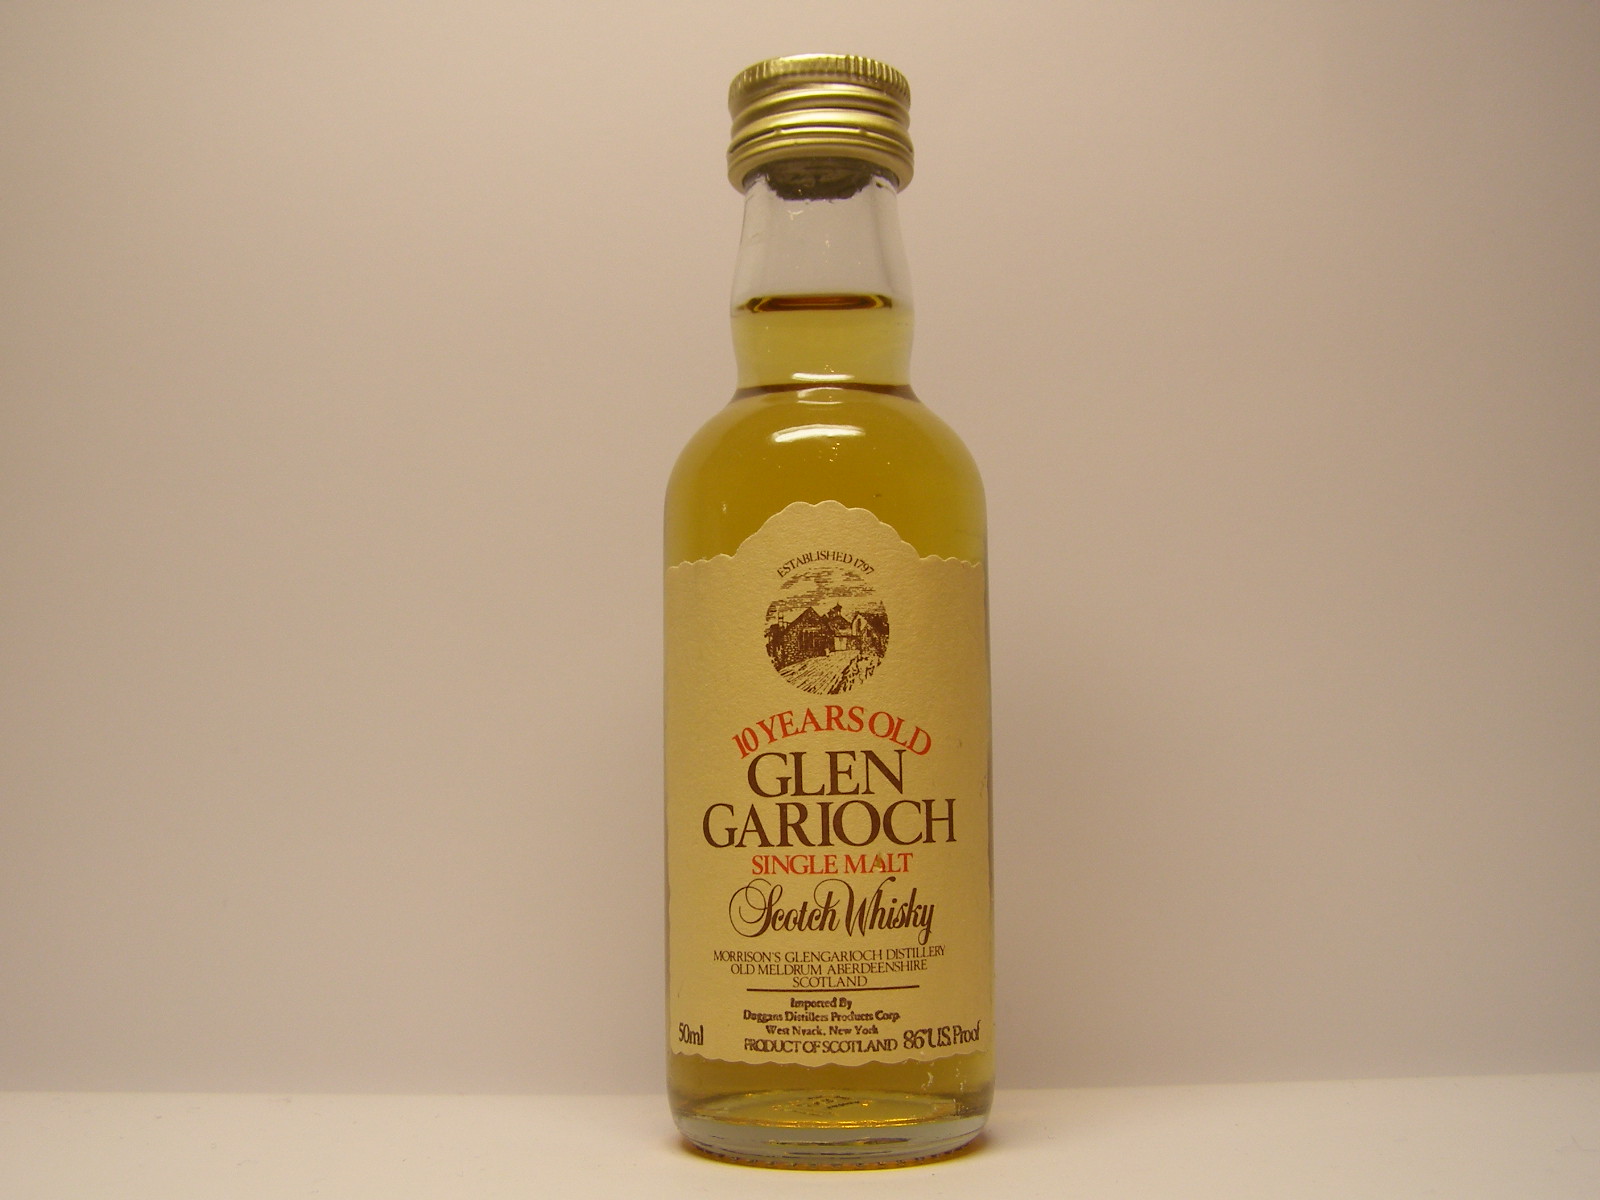 ESTABLISHED 1797
10 YEARS OLD
GLEN
GARIOCH
SINGLE MALT
Scotch Whisky
MORRISON'S GLENGARIOCH DISTILLERY
OLD MELDRUM ABERDEENSHIRE
SCOTLAND
Imported By
Duggans Distillers Products Corp.
West Nyack, New York
50ml PRODUCT OF SCOTLAND 86° U.S. Proof